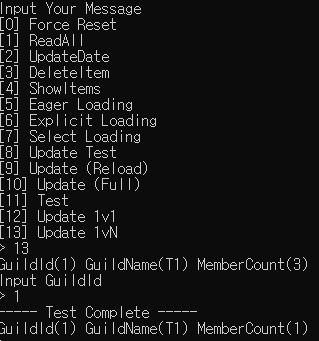 Input Your Message
[0] Force Reset
[1] ReadAll
[2] UpdateDate
[3] DeleteItem
[4] ShowItems
[5] Eager Loading
[6] Explicit Loading
[7] Select Loading
[8] Update Test
[9] Update (Reload)
[10] Update (Full)
[11] Test
[12] Update 1v1
[13] Update 1vN
> 13
GuildId(1) GuildName(T1) MemberCount(3)
Input GuildId
> 1
----- Test Complete -----
GuildId(1) GuildName(T1) MemberCount(1)